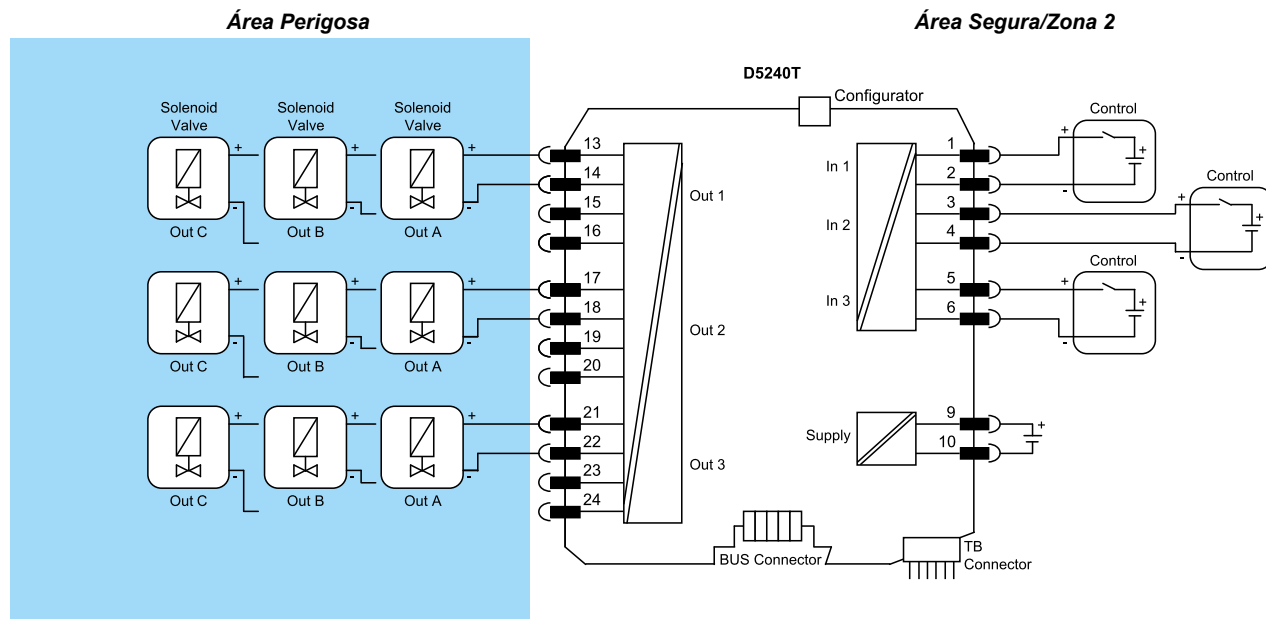 Área Perigosa
Área Segura/Zona 2
D5240T
Configurator
Solenoid
Valve
Solenoid
Valve
Solenoid
Valve
+
+
+
-
-
-
Out C
Out B
Out A
13
14
15
16
Out 1
In 1
In 2
In 3
1
2
3
4
5
6
Control
+
-
+
Control
+
-
+
Control
+
-
+
+
+
+
-
-
-
Out C
Out B
Out A
17
18
19
20
Out 2
+
+
+
-
-
-
Out C
Out B
Out A
21
22
23
24
Out 3
Supply
9
10
+
BUS Connector
TB
Connector